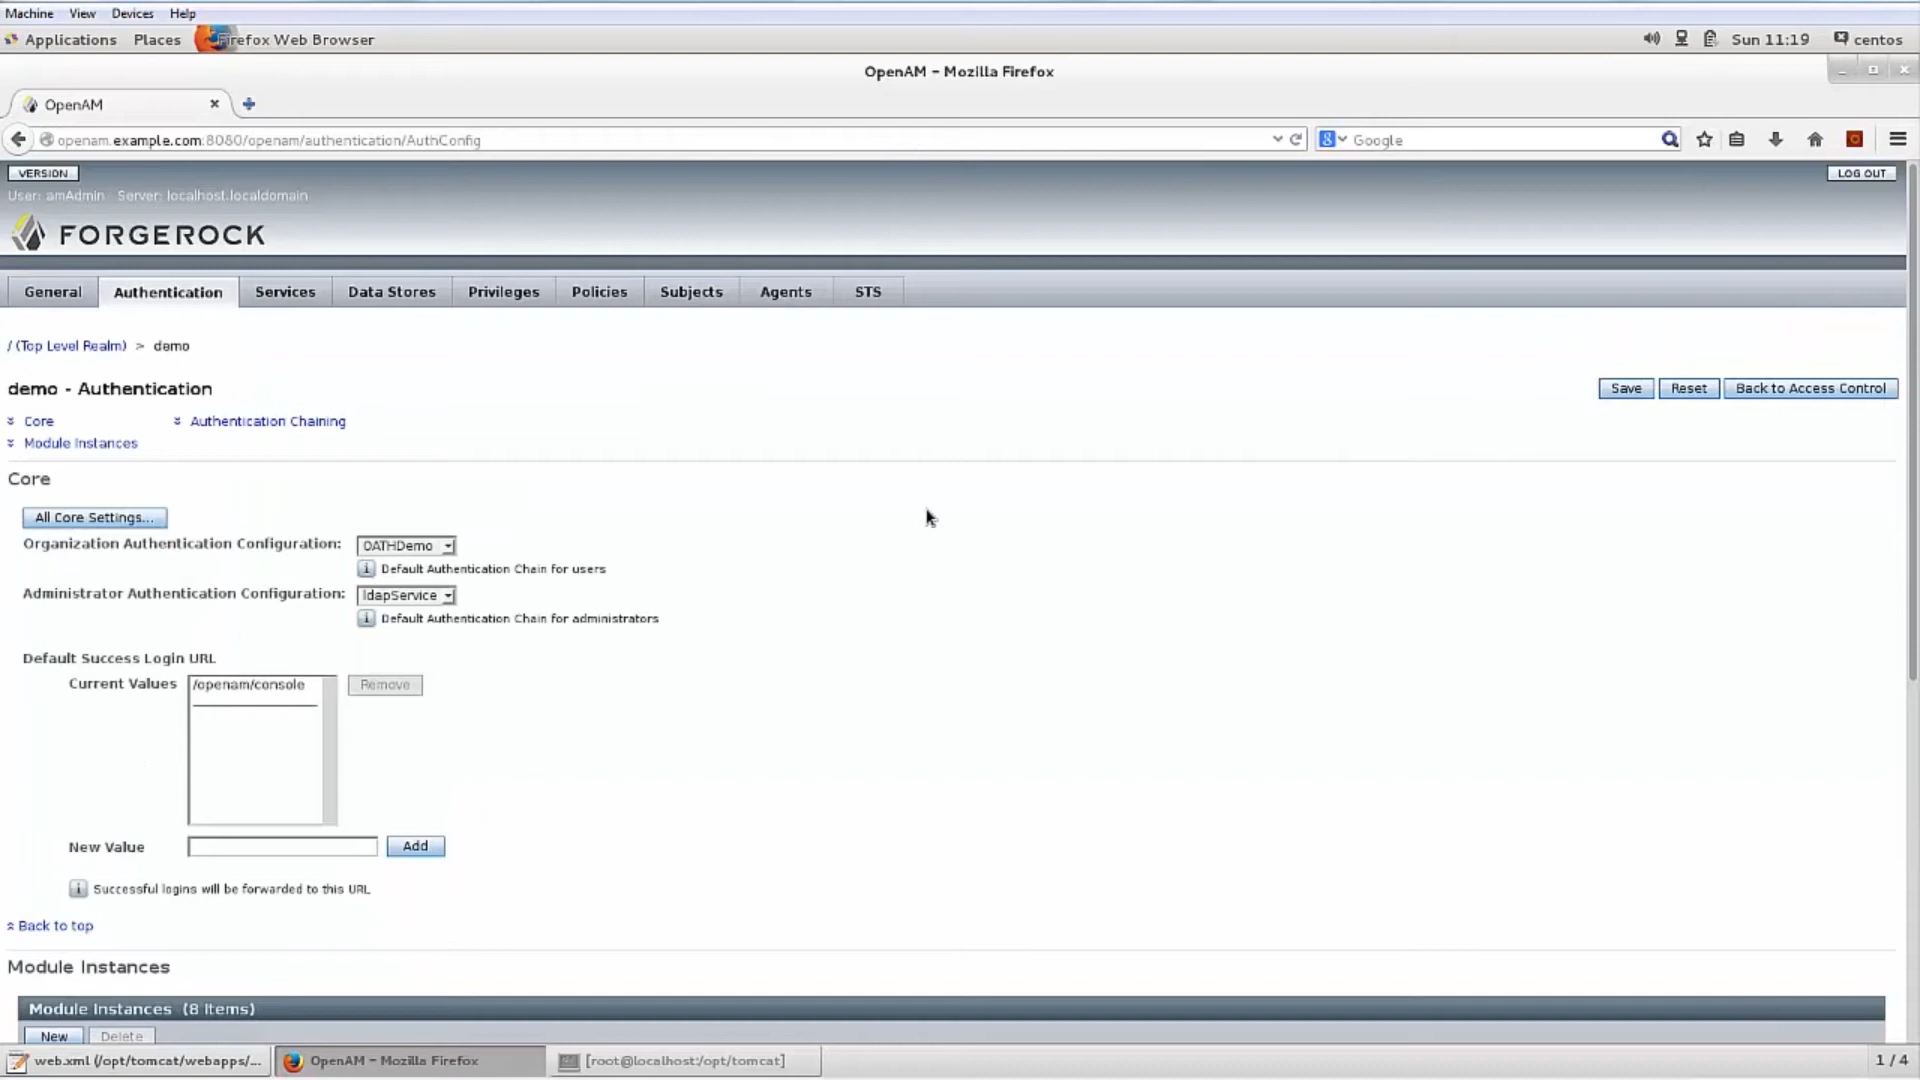 Machine View Devices Help
Applications Places Firefox Web Browser Sun 11:19 centos
OpenAM - Mozilla Firefox
OpenAM
openam.example.com:8080/openam/authentication/AuthConfig Google
VERSION LOG OUT
User: amAdmin Server: localhost.localdomain
FORGEROCK
General Authentication Services Data Stores Privileges Policies Subjects Agents STS
/ (Top Level Realm) > demo
demo - Authentication Save Reset Back to Access Control
Core Authentication Chaining
Module Instances
Core
All Core Settings...
Organization Authentication Configuration: OATHDemo
Default Authentication Chain for users
Administrator Authentication Configuration: ldapService
Default Authentication Chain for administrators
Default Success Login URL
Current Values /openam/console Remove
New Value Add
Successful logins will be forwarded to this URL
Back to top
Module Instances
Module Instances (8 Items)
New Delete
web.xml (/opt/tomcat/webapps/... OpenAM - Mozilla Firefox [root@localhost:/opt/tomcat] 1 / 4